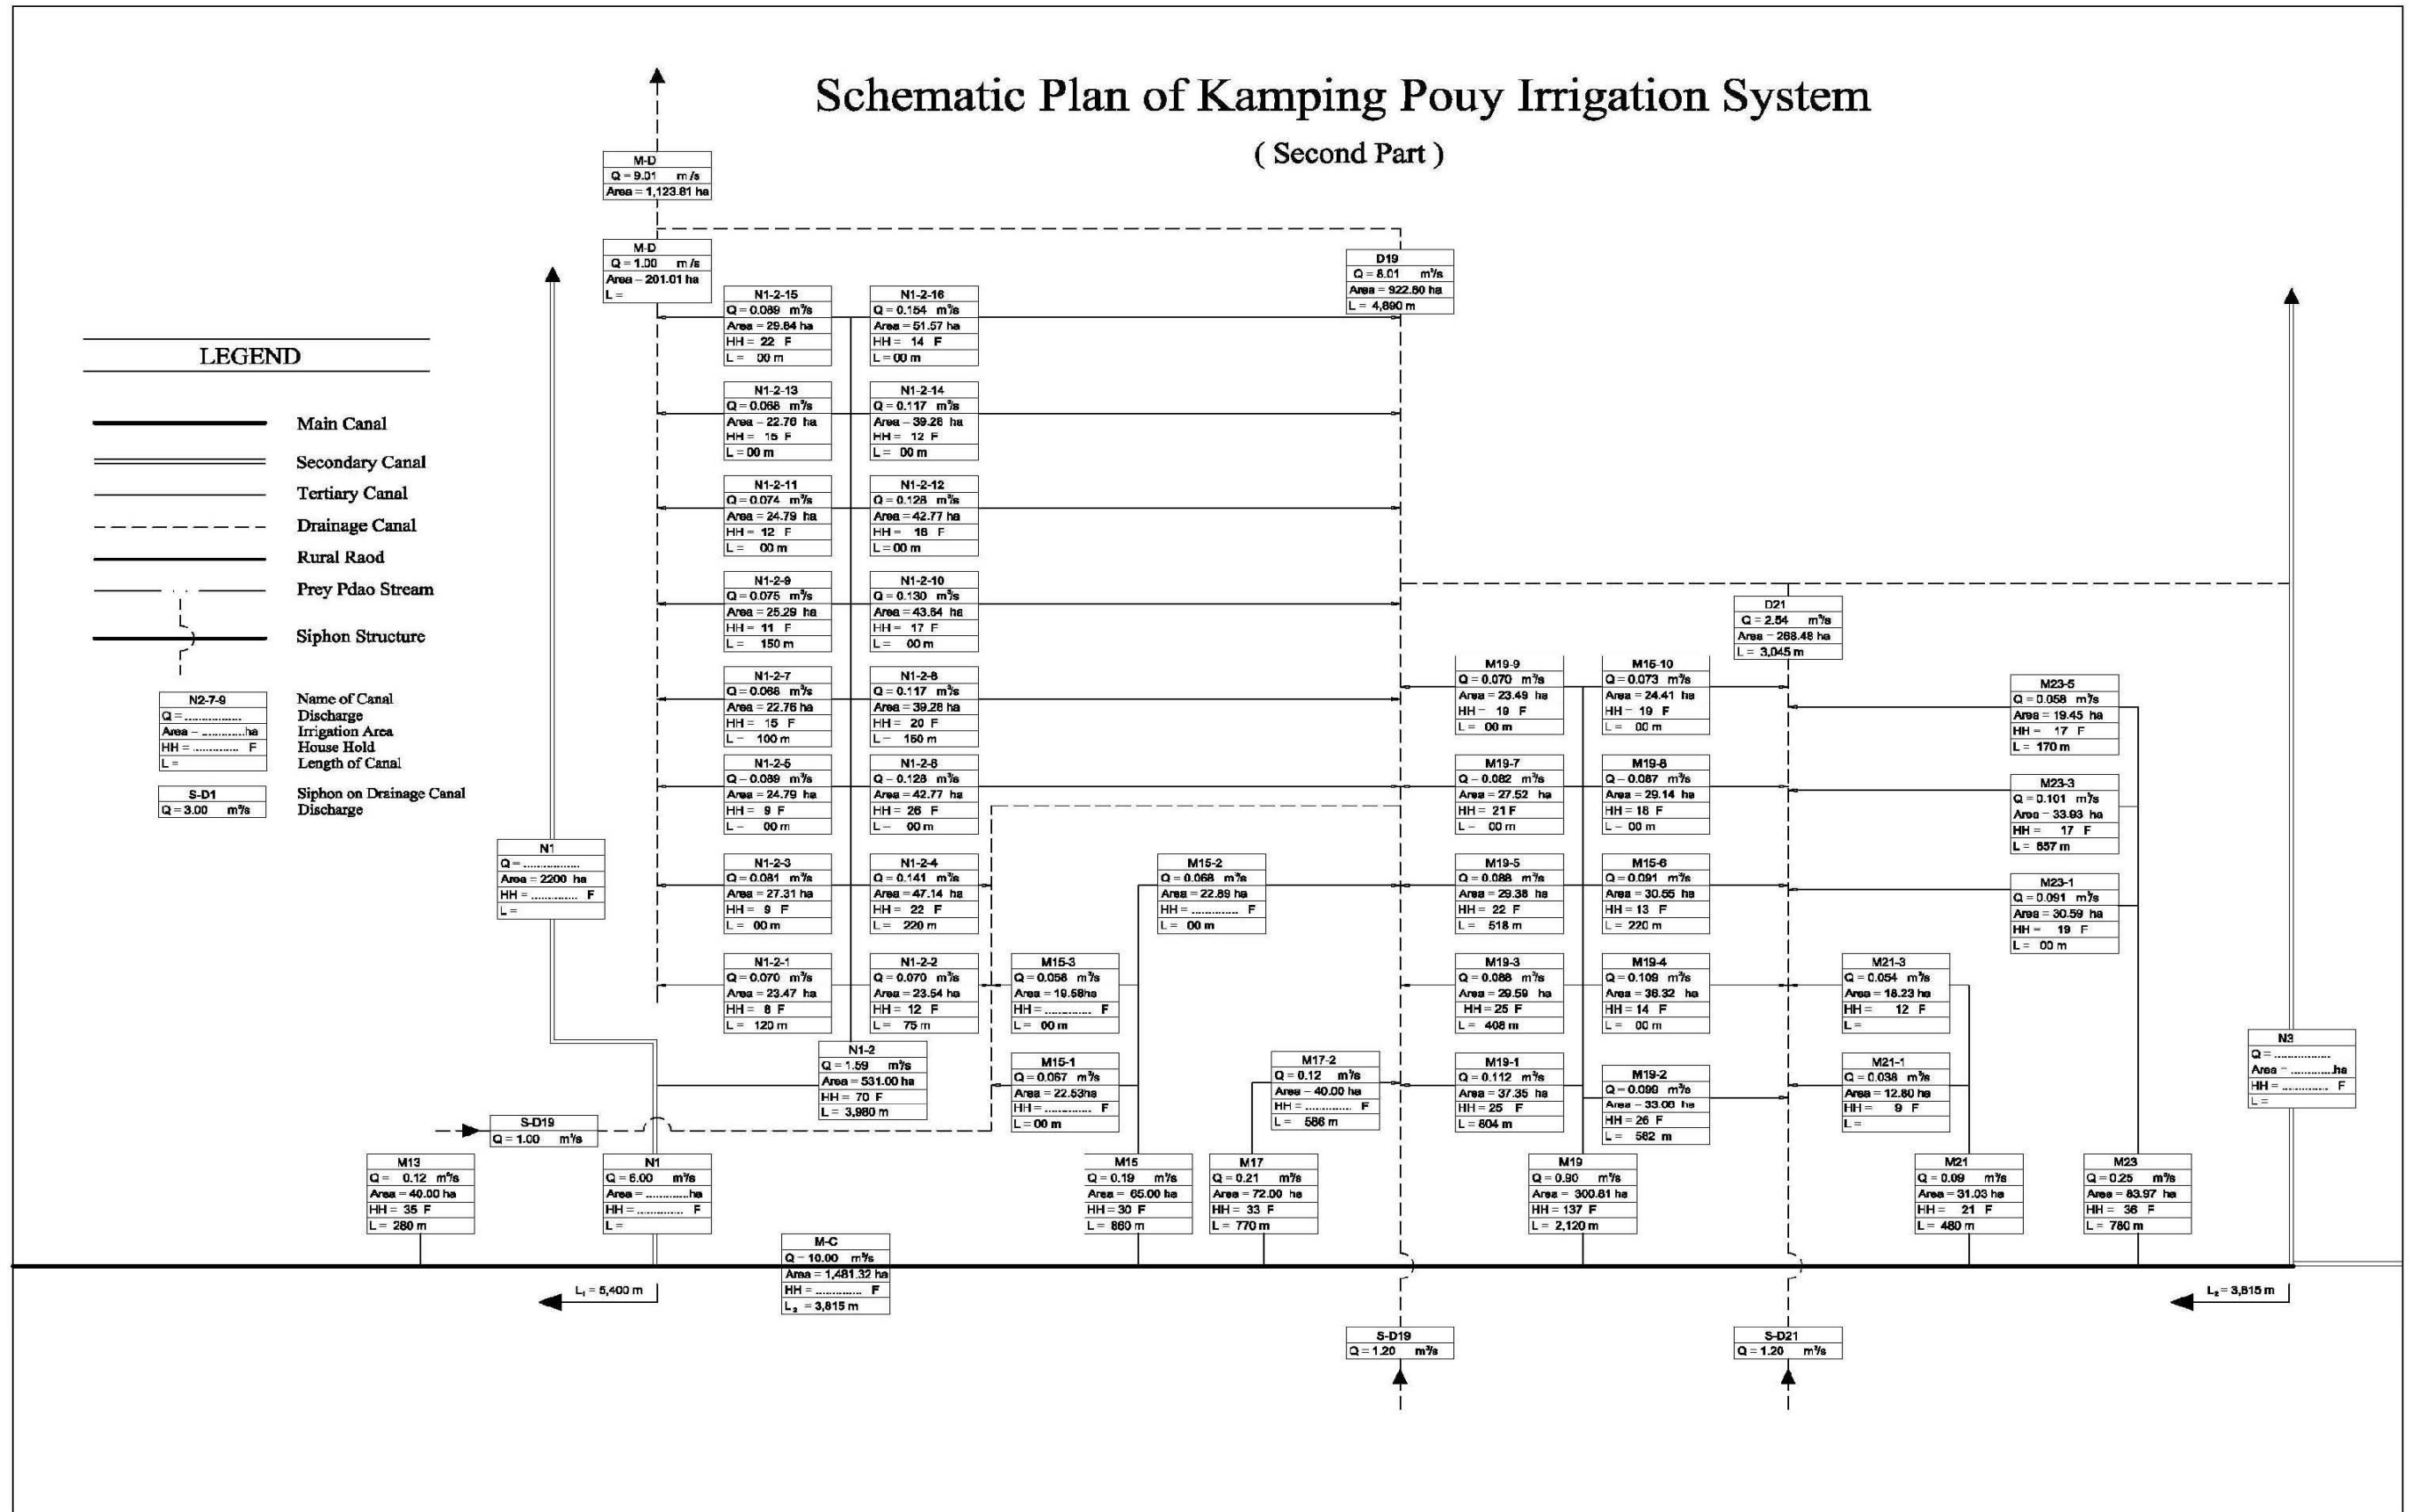 Schematic Plan of Kamping Pouy Irrigation System
( Second Part )
M-D
Q = 9.01 m /s
Area = 1,123.81 ha
M-D
Q = 1.00 m /s
Area – 201.01 ha
L =
D19
Q = 8.01 m³/s
Area = 922.80 ha
L = 4,890 m
LEGEND
Main Canal
Secondary Canal
Tertiary Canal
Drainage Canal
Rural Raod
Prey Pdao Stream
Siphon Structure
N2-7-9
Name of Canal
Q = ................
Discharge
Area – ............ha
Irrigation Area
HH = ............. F
House Hold
L =
Length of Canal
S-D1
Siphon on Drainage Canal
Q = 3.00 m³/s
Discharge
N1-2-15
Q = 0.089 m³/s
Area = 29.84 ha
HH = 22 F
L = 00 m
N1-2-16
Q = 0.154 m³/s
Area = 51.57 ha
HH = 14 F
L = 00 m
N1-2-13
Q = 0.068 m³/s
Area – 22.76 ha
HH = 15 F
L = 00 m
N1-2-14
Q = 0.117 m³/s
Area – 39.28 ha
HH = 12 F
L = 00 m
N1-2-11
Q = 0.074 m³/s
Area = 24.79 ha
HH = 12 F
L = 00 m
N1-2-12
Q = 0.128 m³/s
Area = 42.77 ha
HH = 18 F
L = 00 m
N1-2-9
Q = 0.075 m³/s
Area = 25.29 ha
HH = 11 F
L = 150 m
N1-2-10
Q = 0.130 m³/s
Area = 43.64 ha
HH = 17 F
L = 00 m
N1-2-7
Q = 0.068 m³/s
Area = 22.76 ha
HH = 15 F
L – 100 m
N1-2-8
Q = 0.117 m³/s
Area = 39.28 ha
HH = 20 F
L – 150 m
N1-2-5
Q – 0.089 m³/s
Area = 24.79 ha
HH = 9 F
L – 00 m
N1-2-6
Q – 0.128 m³/s
Area = 42.77 ha
HH = 26 F
L – 00 m
N1-2-3
Q = 0.081 m³/s
Area = 27.31 ha
HH = 9 F
L = 00 m
N1-2-4
Q = 0.141 m³/s
Area = 47.14 ha
HH = 22 F
L = 220 m
N1-2-1
Q = 0.070 m³/s
Area = 23.47 ha
HH = 8 F
L = 120 m
N1-2-2
Q = 0.070 m³/s
Area = 23.54 ha
HH = 12 F
L = 75 m
N1-2
Q = 1.59 m³/s
Area = 531.00 ha
HH = 70 F
L = 3,980 m
N1
Q = ................
Area = 2200 ha
HH = ............. F
L =
M15-3
Q = 0.058 m³/s
Area = 19.58ha
HH = ............. F
L = 00 m
M15-1
Q = 0.067 m³/s
Area = 22.53ha
HH = ............. F
L = 00 m
M15-2
Q = 0.068 m³/s
Area = 22.89 ha
HH = ............. F
L = 00 m
M17-2
Q = 0.12 m³/s
Area – 40.00 ha
HH = ............. F
L = 586 m
D21
Q = 2.54 m³/s
Area – 268.48 ha
L = 3,045 m
M19-9
Q = 0.070 m³/s
Area = 23.49 ha
HH – 19 F
L = 00 m
M15-10
Q = 0.073 m³/s
Area = 24.41 ha
HH – 19 F
L = 00 m
M19-7
Q – 0.082 m³/s
Area = 27.52 ha
HH = 21 F
L – 00 m
M19-8
Q – 0.087 m³/s
Area = 29.14 ha
HH = 18 F
L – 00 m
M19-5
Q = 0.088 m³/s
Area = 29.38 ha
HH = 22 F
L = 518 m
M15-6
Q = 0.091 m³/s
Area = 30.55 ha
HH = 13 F
L = 220 m
M19-3
Q = 0.088 m³/s
Area = 29.59 ha
HH = 25 F
L = 408 m
M19-4
Q = 0.109 m³/s
Area = 36.32 ha
HH = 14 F
L = 00 m
M19-1
Q = 0.112 m³/s
Area = 37.35 ha
HH = 25 F
L = 804 m
M19-2
Q = 0.099 m³/s
Area – 33.06 ha
HH = 26 F
L = 582 m
M23-5
Q = 0.058 m³/s
Area = 19.45 ha
HH = 17 F
L = 170 m
M23-3
Q = 0.101 m³/s
Area – 33.93 ha
HH = 17 F
L = 657 m
M23-1
Q = 0.091 m³/s
Area = 30.59 ha
HH – 19 F
L = 00 m
M21-3
Q = 0.054 m³/s
Area = 18.23 ha
HH = 12 F
L =
M21-1
Q = 0.038 m³/s
Area = 12.80 ha
HH = 9 F
L =
N3
Q = ................
Area – ............ha
HH = ............. F
L =
S-D19
Q = 1.00 m³/s
M13
Q = 0.12 m³/s
Area = 40.00 ha
HH = 35 F
L = 280 m
N1
Q = 6.00 m³/s
Area = ............ha
HH = ............. F
L =
M15
Q = 0.19 m³/s
Area = 65.00 ha
HH = 30 F
L = 860 m
M17
Q = 0.21 m³/s
Area = 72.00 ha
HH = 33 F
L = 770 m
M19
Q = 0.90 m³/s
Area = 300.81 ha
HH = 137 F
L = 2,120 m
M21
Q = 0.09 m³/s
Area = 31.03 ha
HH = 21 F
L = 480 m
M23
Q = 0.25 m³/s
Area = 83.97 ha
HH = 36 F
L = 780 m
M-C
Q – 10.00 m³/s
Area = 1,481.32 ha
HH = ............. F
L₂ = 3,815 m
L₁ = 5,400 m
L₂ = 3,815 m
S-D19
Q = 1.20 m³/s
S-D21
Q = 1.20 m³/s